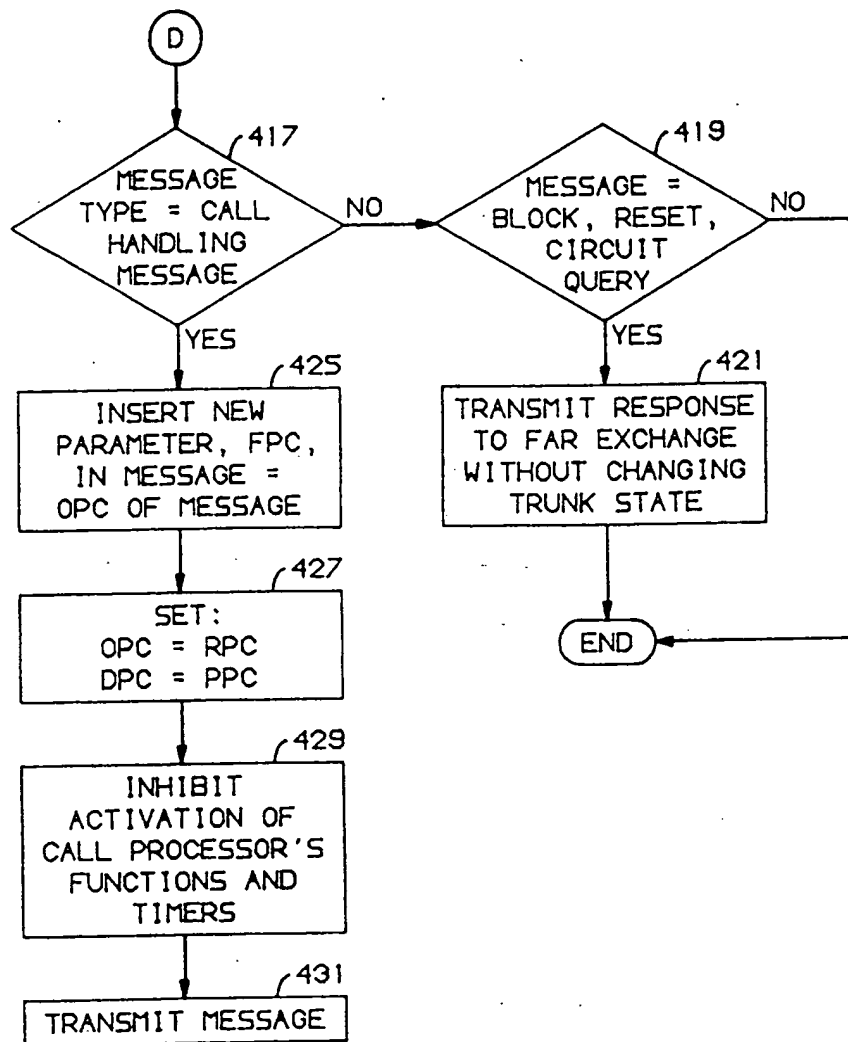 D
417
MESSAGE
TYPE = CALL
HANDLING
MESSAGE
NO
YES
419
MESSAGE =
BLOCK, RESET,
CIRCUIT
QUERY
NO
YES
425
INSERT NEW
PARAMETER, FPC,
IN MESSAGE =
OPC OF MESSAGE
421
TRANSMIT RESPONSE
TO FAR EXCHANGE
WITHOUT CHANGING
TRUNK STATE
427
SET:
OPC = RPC
DPC = PPC
END
429
INHIBIT
ACTIVATION OF
CALL PROCESSOR'S
FUNCTIONS AND
TIMERS
431
TRANSMIT MESSAGE